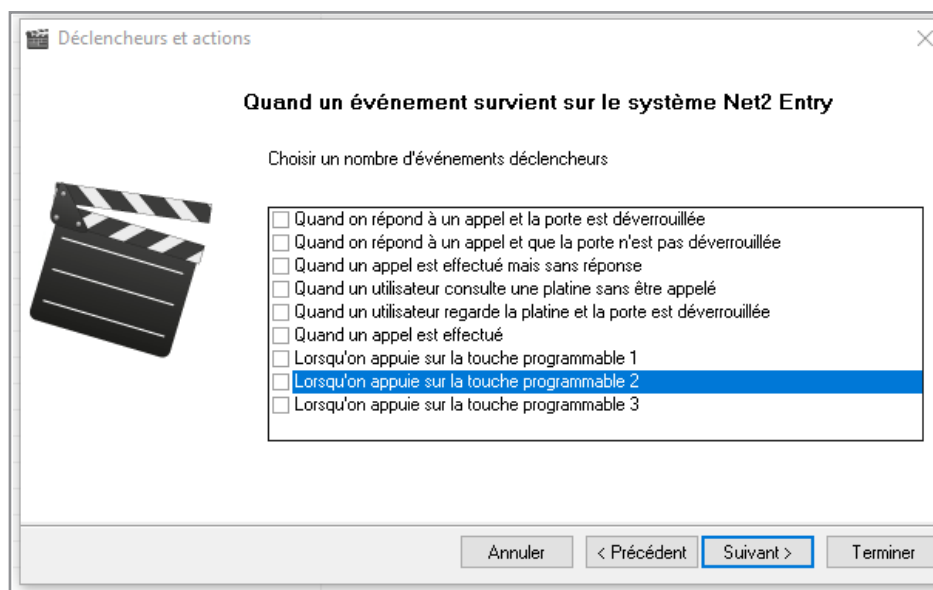 Déclencheurs et actions
Quand un événement survient sur le système Net2 Entry
Choisir un nombre d'événements déclencheurs
Quand on répond à un appel et la porte est déverrouillée
Quand on répond à un appel et que la porte n'est pas déverrouillée
Quand un appel est effectué mais sans réponse
Quand un utilisateur consulte une platine sans être appelé
Quand un utilisateur regarde la platine et la porte est déverrouillée
Quand un appel est effectué
Lorsqu'on appuie sur la touche programmable 1
Lorsqu'on appuie sur la touche programmable 2
Lorsqu'on appuie sur la touche programmable 3
Annuler < Précédent Suivant > Terminer